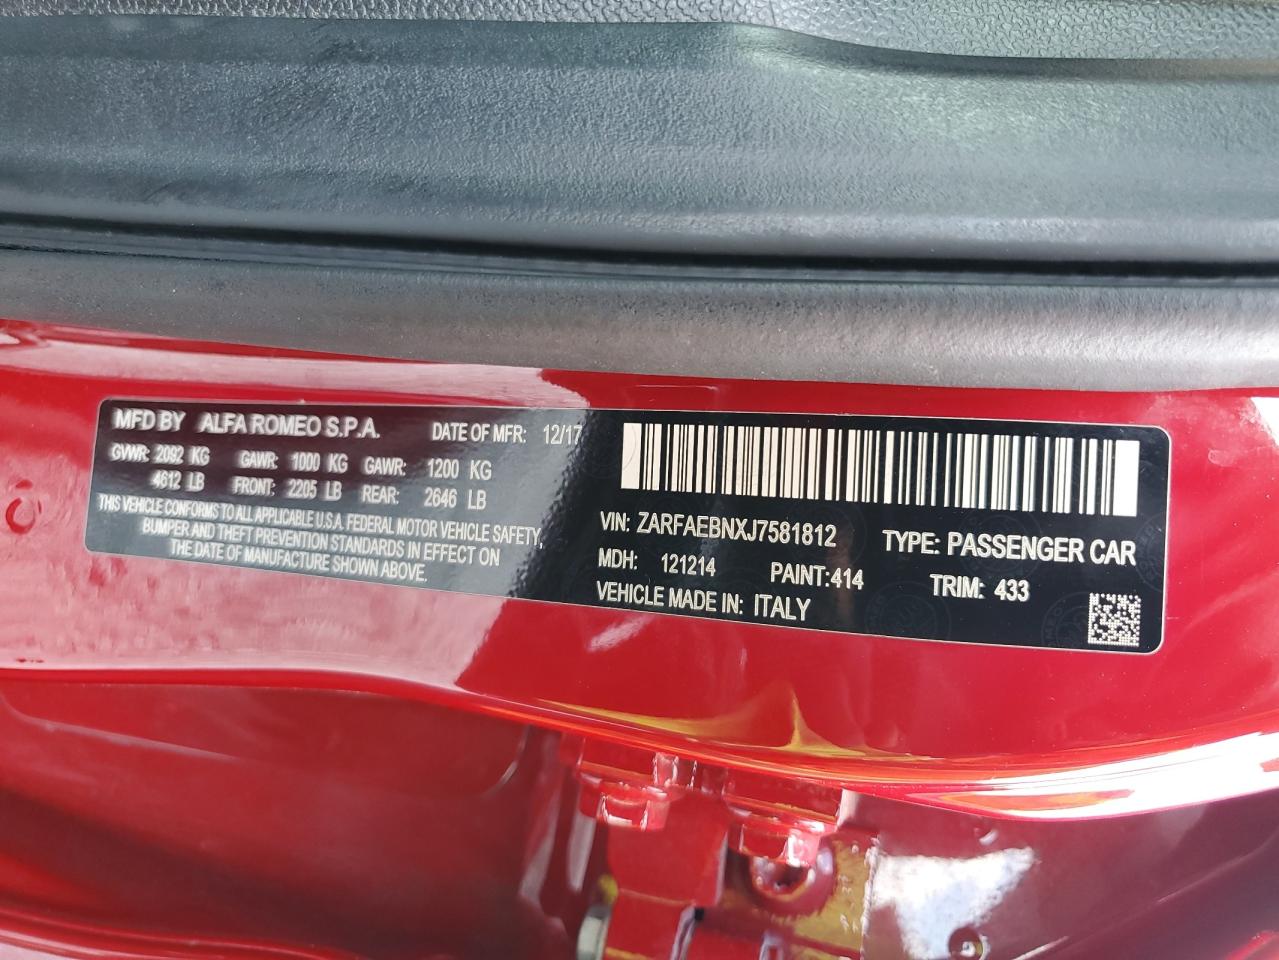 MFD BY ALFA ROMEO S.P.A. DATE OF MFR: 12/17
GWWR: 2092 KG GAWR: 1000 KG GAWR: 1200 KG
4612 LB FRONT: 2205 LB REAR: 2646 LB
THIS VEHICLE CONFORMS TO ALL APPLICABLE U.S.A. FEDERAL MOTOR VEHICLE SAFETY,
BUMPER AND THEFT PREVENTION STANDARDS IN EFFECT ON
THE DATE OF MANUFACTURE SHOWN ABOVE.
VIN: ZARFAEBNXJ7581812 TYPE: PASSENGER CAR
MDH: 121214 PAINT:414 TRIM: 433
VEHICLE MADE IN: ITALY